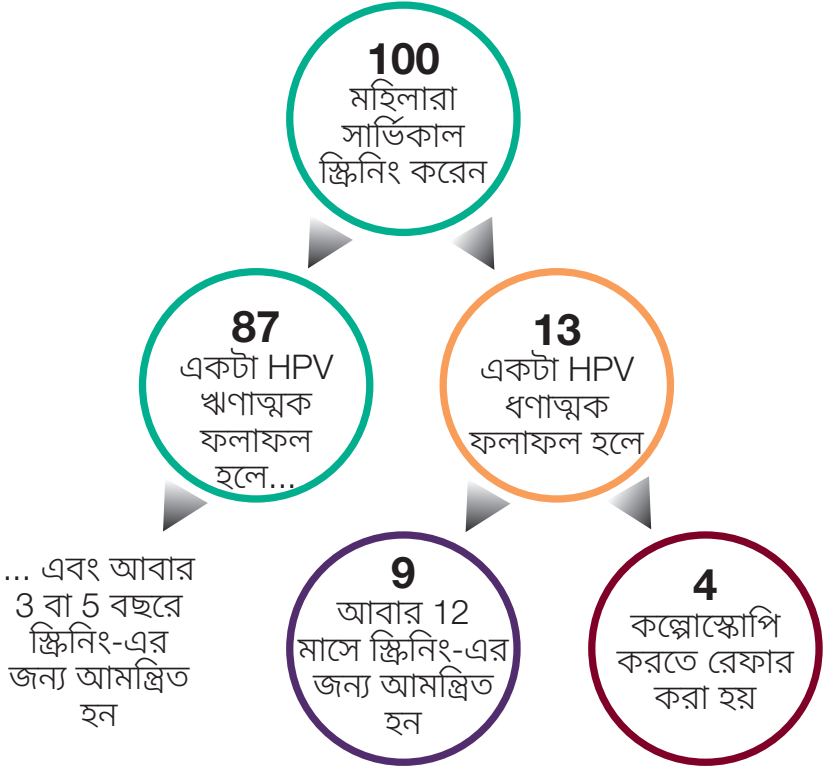 100
মহিলারা
সার্ভিকাল
স্ক্রিনিং করেন
87
একটা HPV
ঋণাত্মক
ফলাফল
হলে...
13
একটা HPV
ধণাত্মক
ফলাফল হলে
... এবং আবার
3 বা 5 বছরে
স্ক্রিনিং-এর
জন্য আমন্ত্রিত
হন
9
আবার 12
মাসে স্ক্রিনিং-এর
জন্য আমন্ত্রিত
হন
4
কল্পোস্কোপি
করতে রেফার
করা হয়